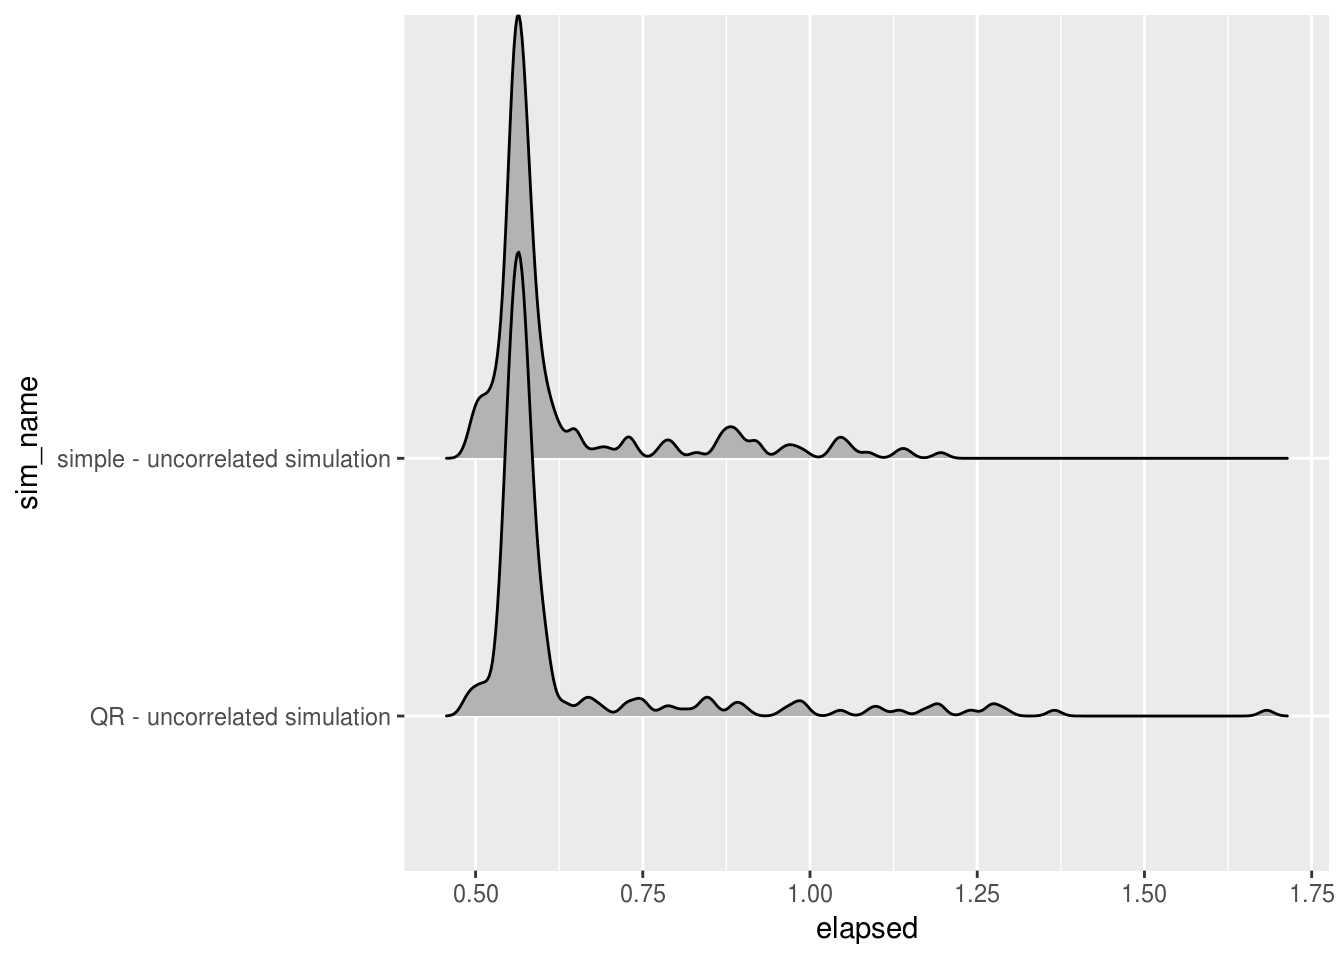 sim_name
simple - uncorrelated simulation
QR - uncorrelated simulation
0.50 0.75 1.00 1.25 1.50 1.75
elapsed